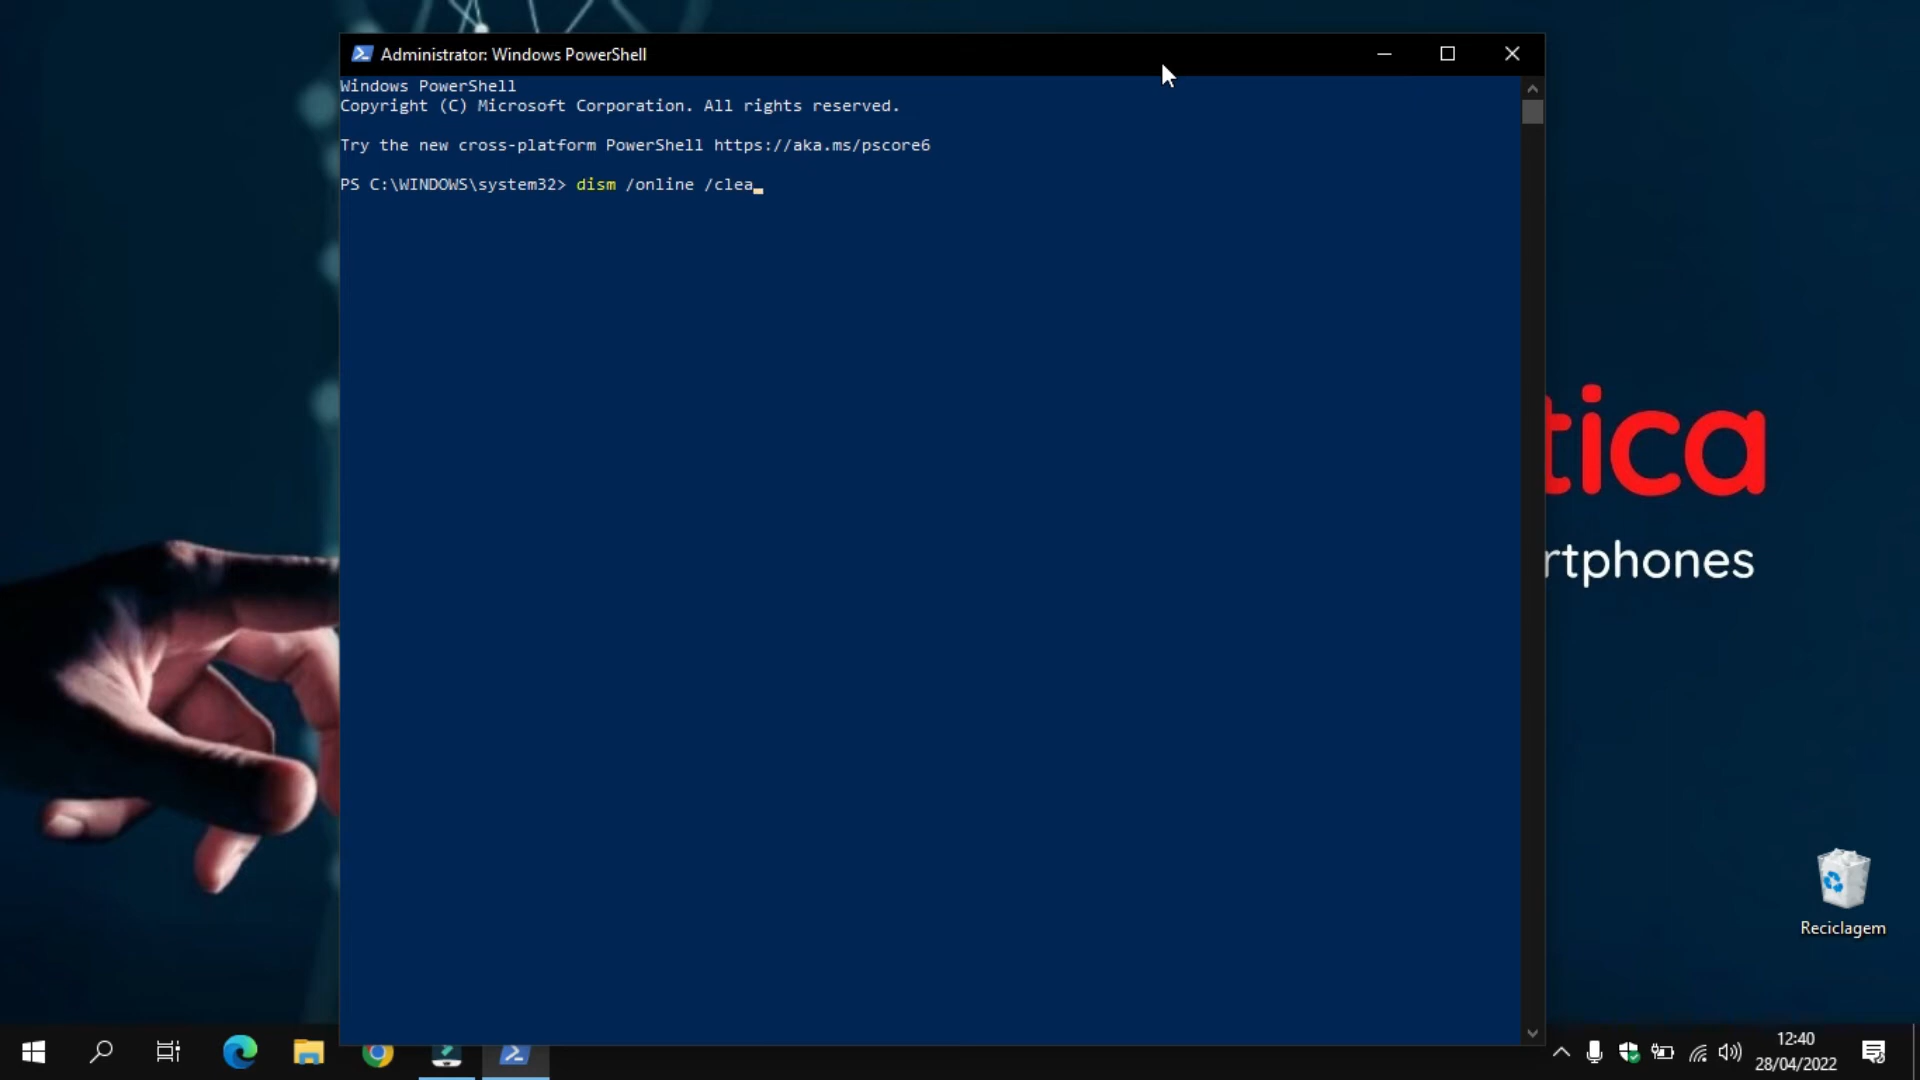 Administrator: Windows PowerShell
Windows PowerShell
Copyright (C) Microsoft Corporation. All rights reserved.
Try the new cross-platform PowerShell https://aka.ms/pscore6
PS C:\WINDOWS\system32> dism /online /clea
tica
rtphones
Reciclagem
12:40
28/04/2022